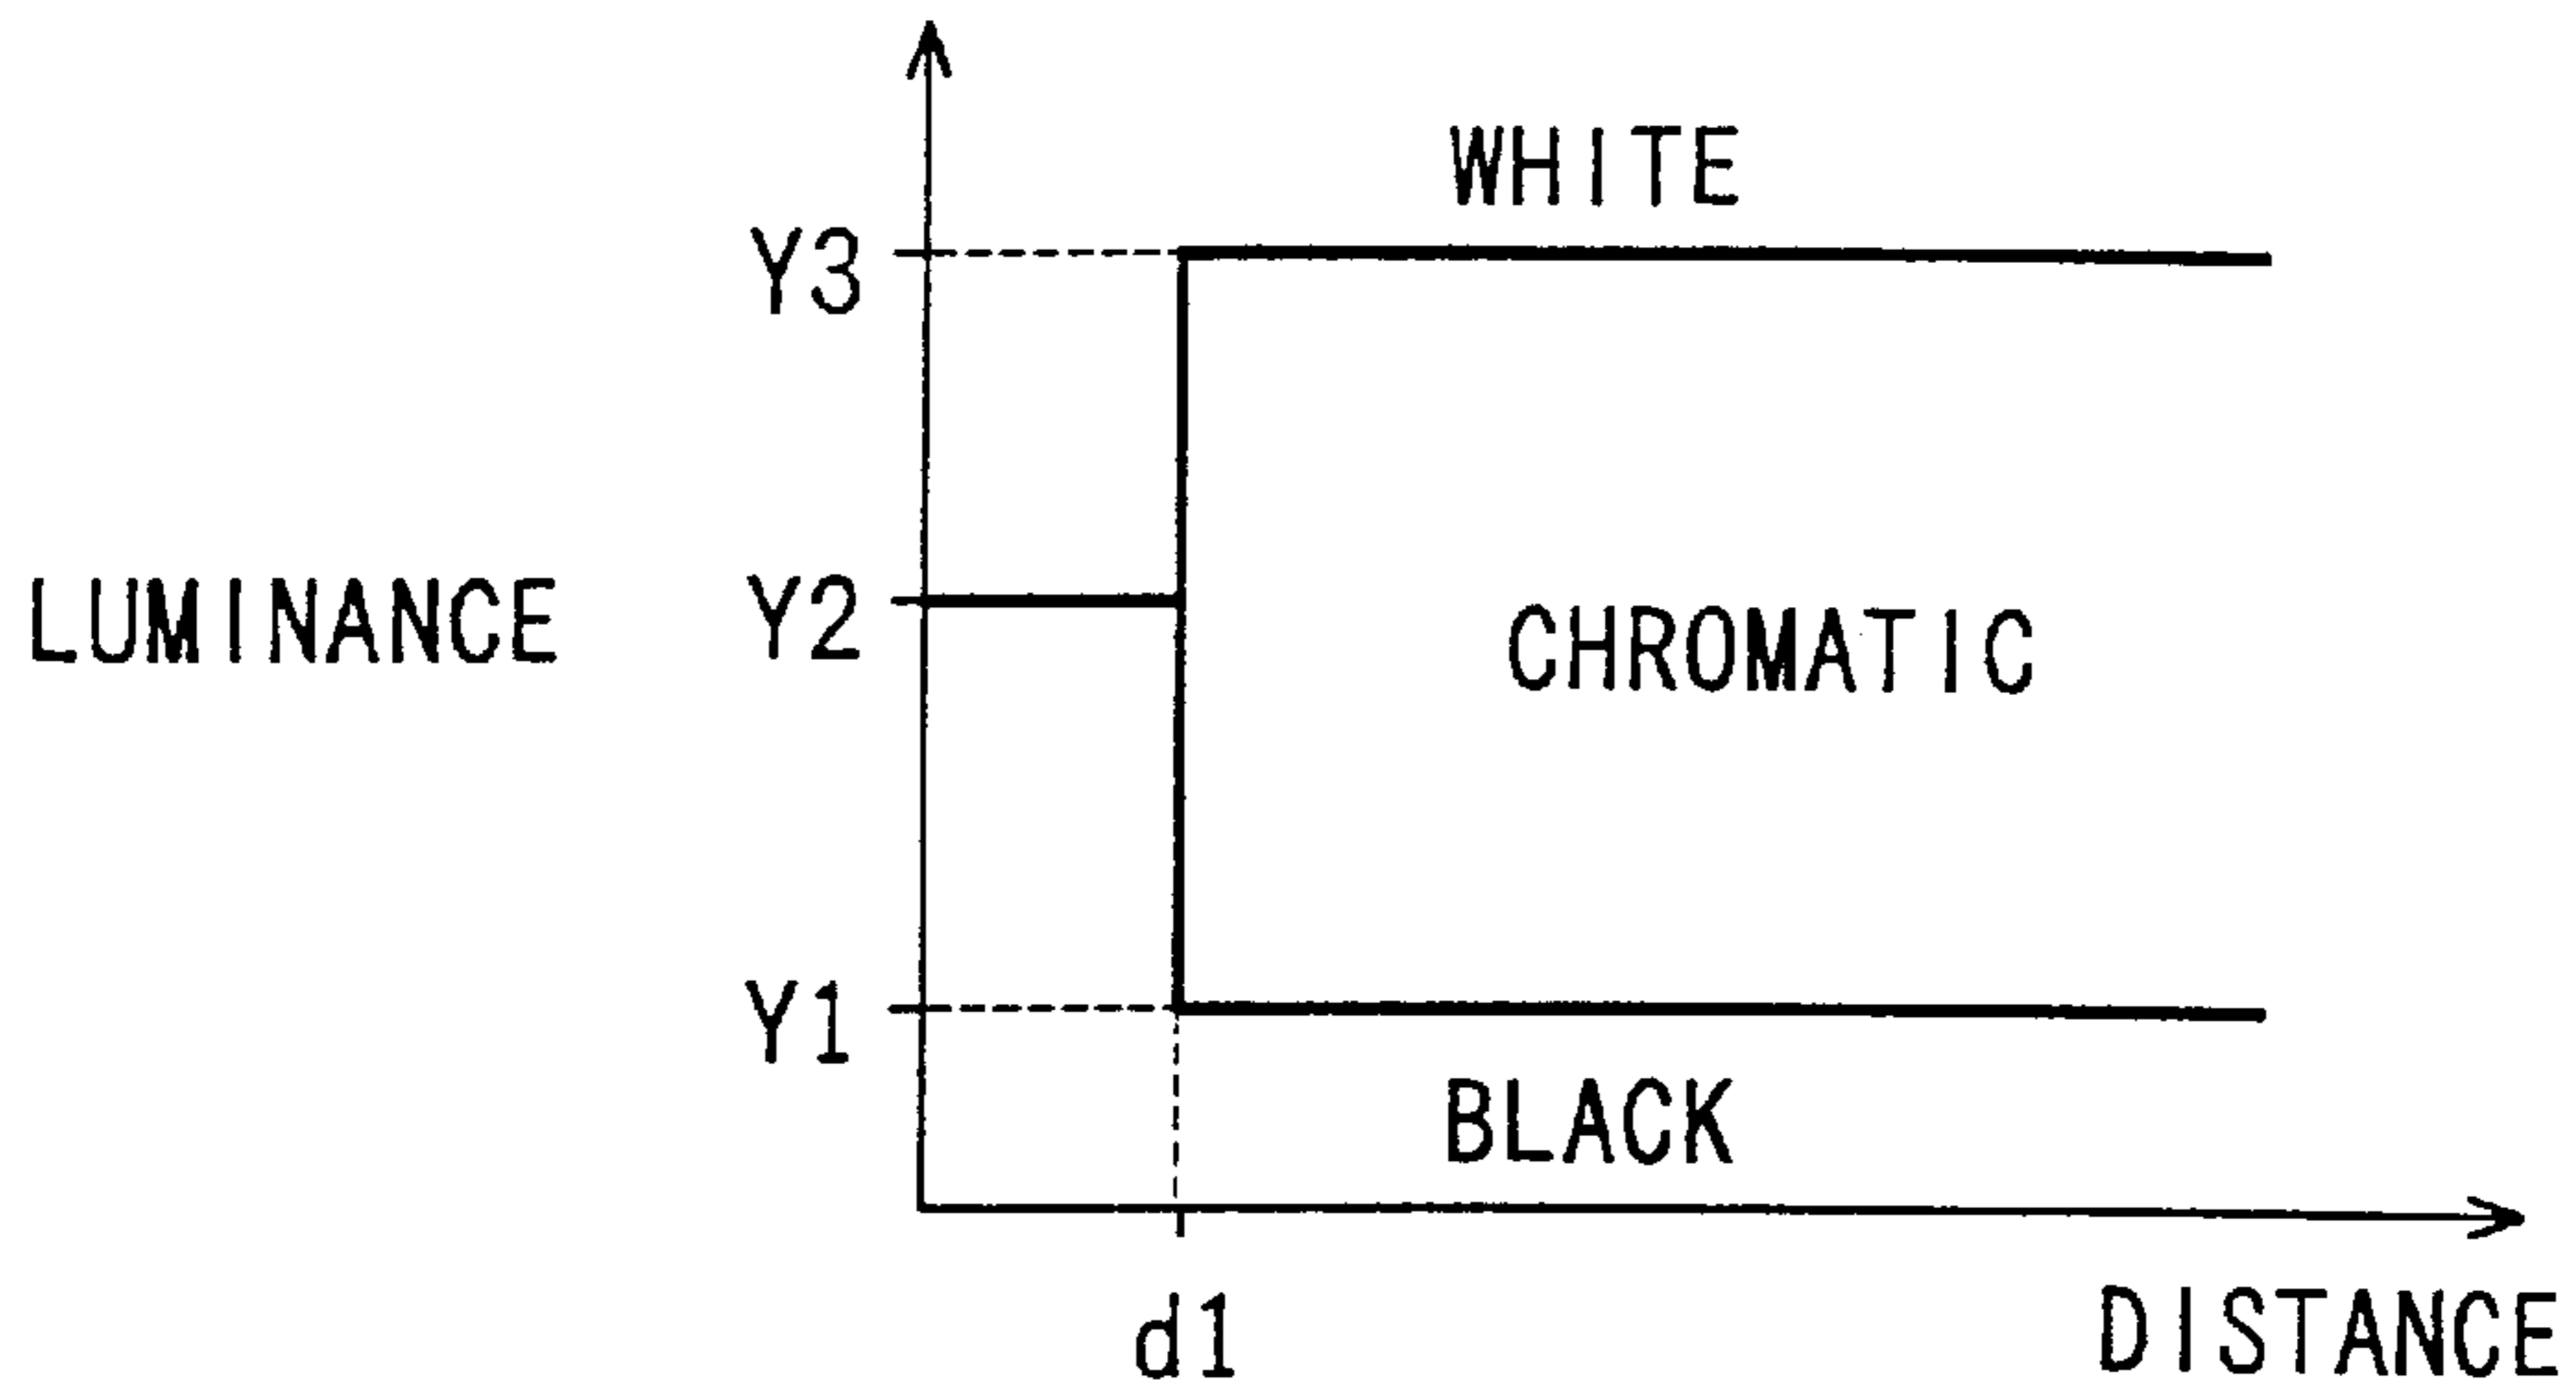 WHITE
Y3
LUMINANCE
Y2
CHROMATIC
Y1
BLACK
d1
DISTANCE